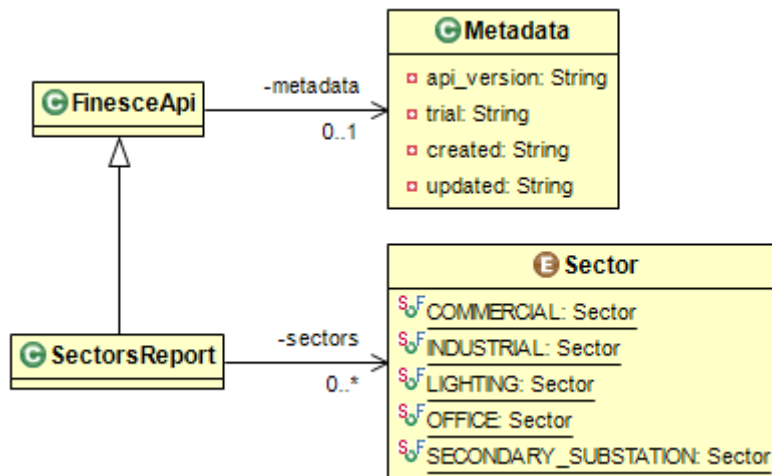 C Metadata
api_version: String
trial: String
created: String
updated: String
C FinesceApi
-metadata
0..1
E Sector
S F COMMERCIAL: Sector
S F INDUSTRIAL: Sector
S F LIGHTING: Sector
S F OFFICE: Sector
S F SECONDARY_SUBSTATION: Sector
C SectorsReport
-sectors
0..*